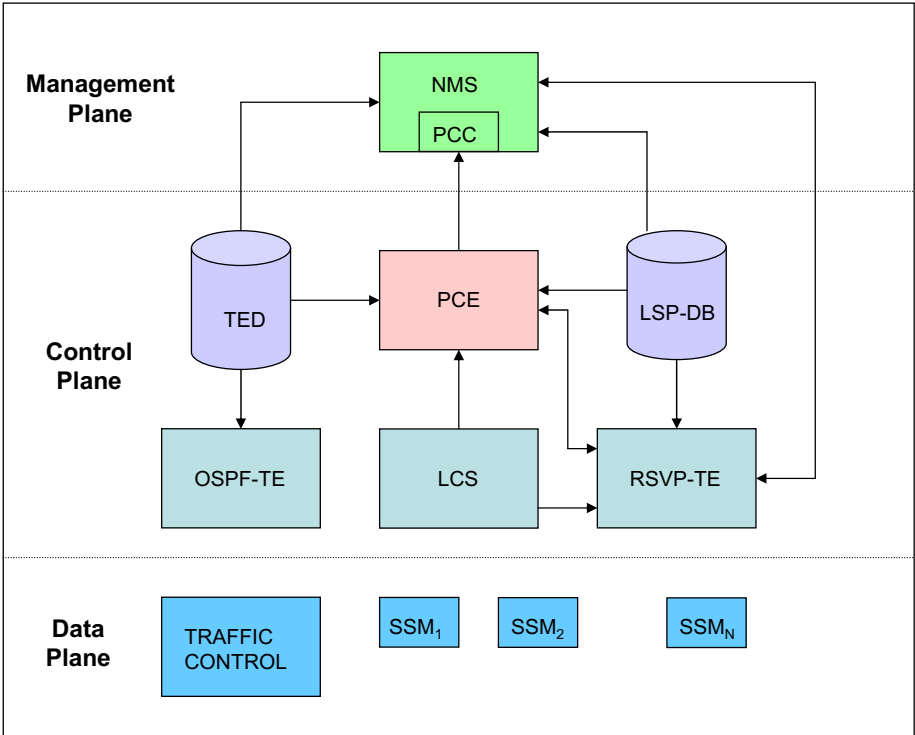 Management
Plane
NMS
PCC
Control
Plane
TED
PCE
LSP-DB
OSPF-TE
LCS
RSVP-TE
Data
Plane
TRAFFIC
CONTROL
SSM1
SSM2
SSMN